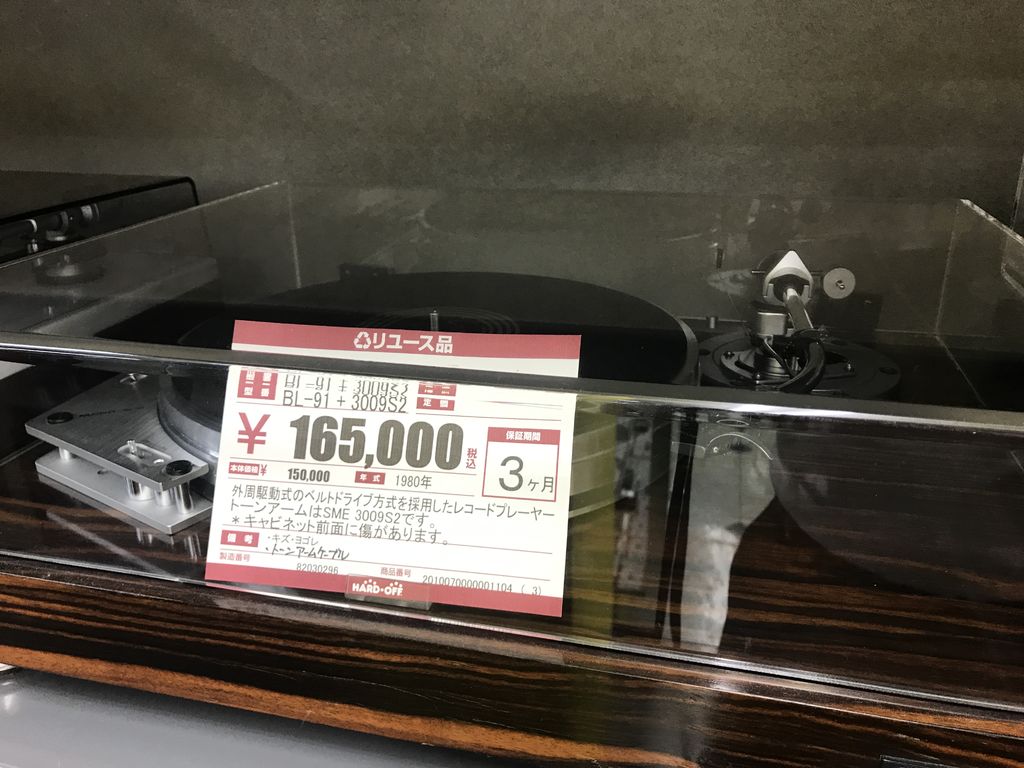 リユース品
型番 BL-91 + 3009S2 定価
¥ 165,000 税込
保証期間 3ヶ月
本体価格 ¥ 150,000 年式 1980年
外周駆動式のベルトドライブ方式を採用したレコードプレーヤー
トーンアームはSME 3009S2です。
*キャビネット前面に傷があります。
備考 ・キズ・ヨゴレ
・トーンアームケーブル
製造番号 82030296 商品番号 2010070000001104 ( 3)
HARD・OFF